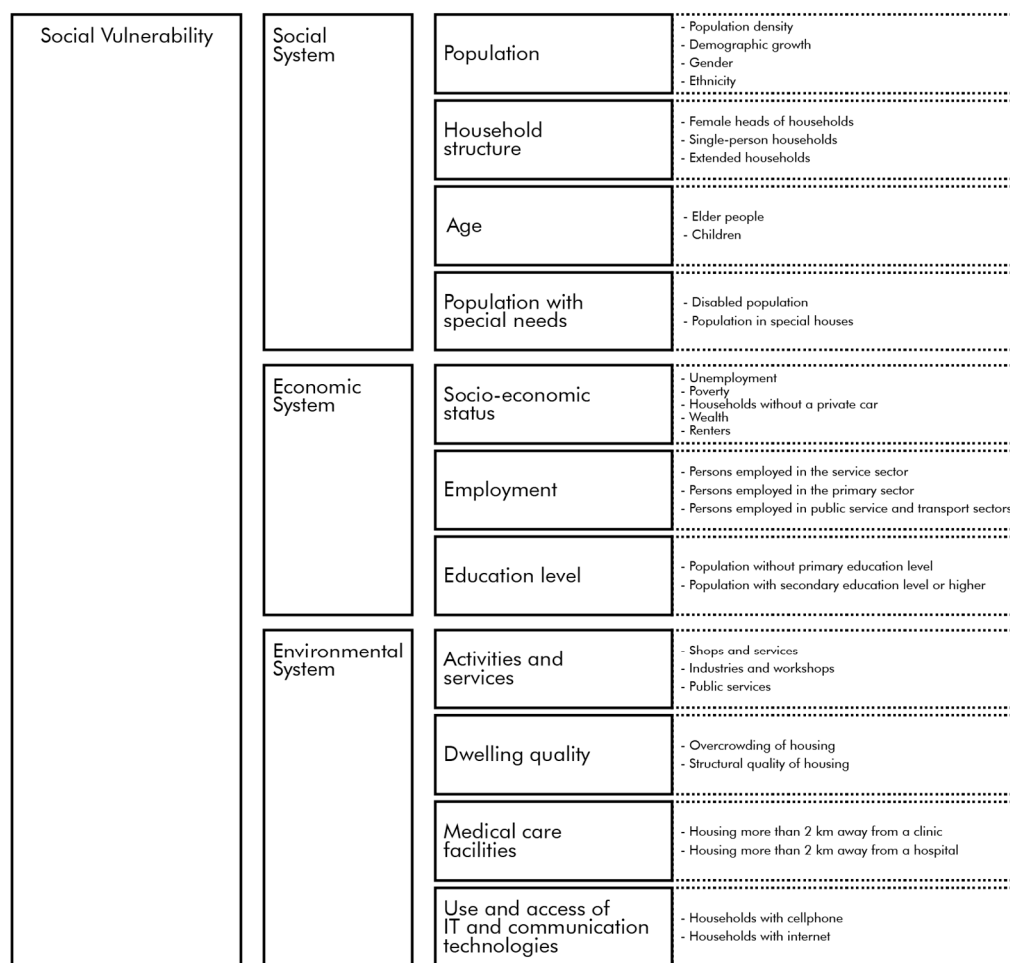 Social Vulnerability
Social
System
Population
- Population density
- Demographic growth
- Gender
- Ethnicity
Household
structure
- Female heads of households
- Single-person households
- Extended households
Age
- Elder people
- Children
Population with
special needs
- Disabled population
- Population in special houses
Economic
System
Socio-economic
status
- Unemployment
- Poverty
- Households without a private car
- Wealth
- Renters
Employment
- Persons employed in the service sector
- Persons employed in the primary sector
- Persons employed in public service and transport sectors
Education level
- Population without primary education level
- Population with secondary education level or higher
Environmental
System
Activities and
services
- Shops and services
- Industries and workshops
- Public services
Dwelling quality
- Overcrowding of housing
- Structural quality of housing
Medical care
facilities
- Housing more than 2 km away from a clinic
- Housing more than 2 km away from a hospital
Use and access of
IT and communication
technologies
- Households with cellphone
- Households with internet